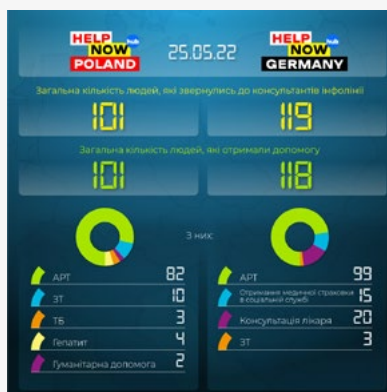 HELP
NOW hub
POLAND
25.05.22
HELP
NOW hub
GERMANY
Загальна кількість людей, які звернулись до консультантів інфолінії
101
119
Загальна кількість людей, які отримали допомогу
101
118
З них:
АРТ 82
ЗТ 10
ТБ 3
Гепатит 4
Гуманітарна допомога 2
АРТ 99
Отримання медичної страховки
в соціальній службі 15
Консультація лікаря 20
ЗТ 3